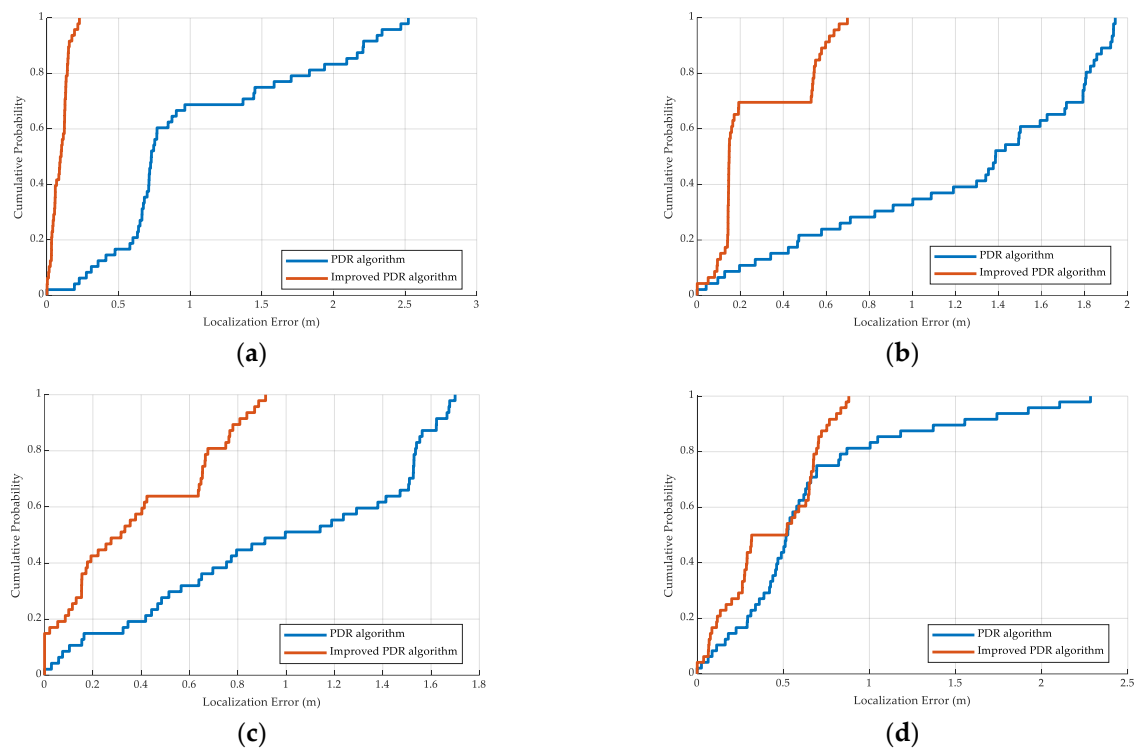 1
0.8
0.6
0.4
0.2
0
Cumulative Probability
PDR algorithm
Improved PDR algorithm
0 0.5 1 1.5 2 2.5 3
Localization Error (m)
(a)
1
0.8
0.6
0.4
0.2
0
Cumulative Probability
PDR algorithm
Improved PDR algorithm
0 0.2 0.4 0.6 0.8 1 1.2 1.4 1.6 1.8 2
Localization Error (m)
(b)
1
0.8
0.6
0.4
0.2
0
Cumulative Probability
PDR algorithm
Improved PDR algorithm
0 0.2 0.4 0.6 0.8 1 1.2 1.4 1.6 1.8
Localization Error (m)
(c)
1
0.8
0.6
0.4
0.2
0
Cumulative Probability
PDR algorithm
Improved PDR algorithm
0 0.5 1 1.5 2 2.5
Localization Error (m)
(d)